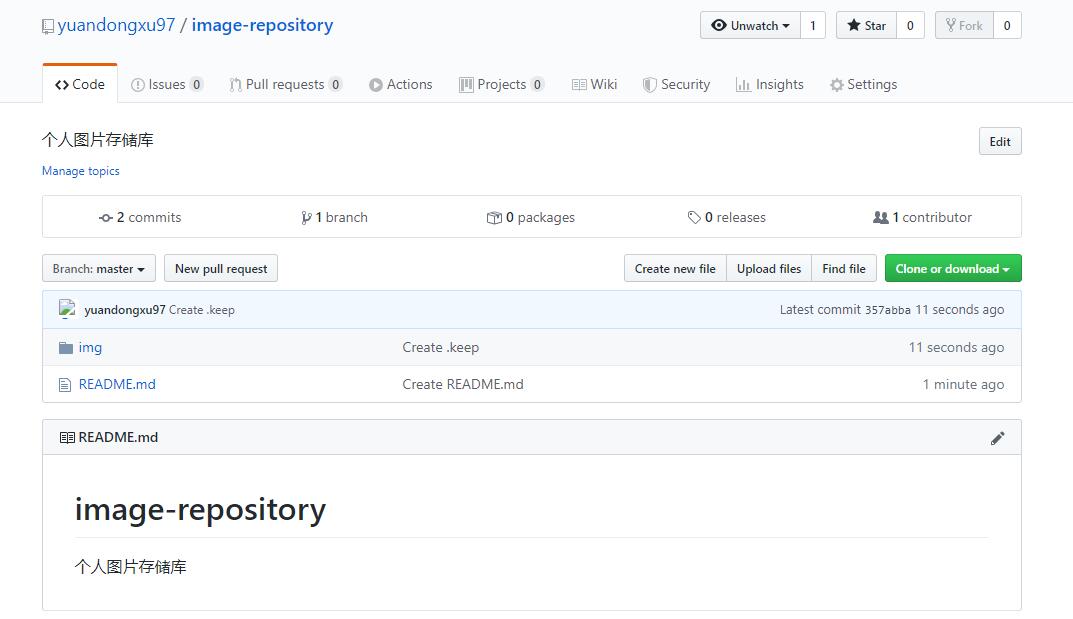 yuandongxu97 / image-repository
Unwatch 1 Star 0 Fork 0
Code Issues 0 Pull requests 0 Actions Projects 0 Wiki Security Insights Settings
个人图片存储库
Edit
Manage topics
2 commits 1 branch 0 packages 0 releases 1 contributor
Branch: master New pull request Create new file Upload files Find file Clone or download
yuandongxu97 Create .keep Latest commit 357abba 11 seconds ago
img Create .keep 11 seconds ago
README.md Create README.md 1 minute ago
README.md
image-repository
个人图片存储库